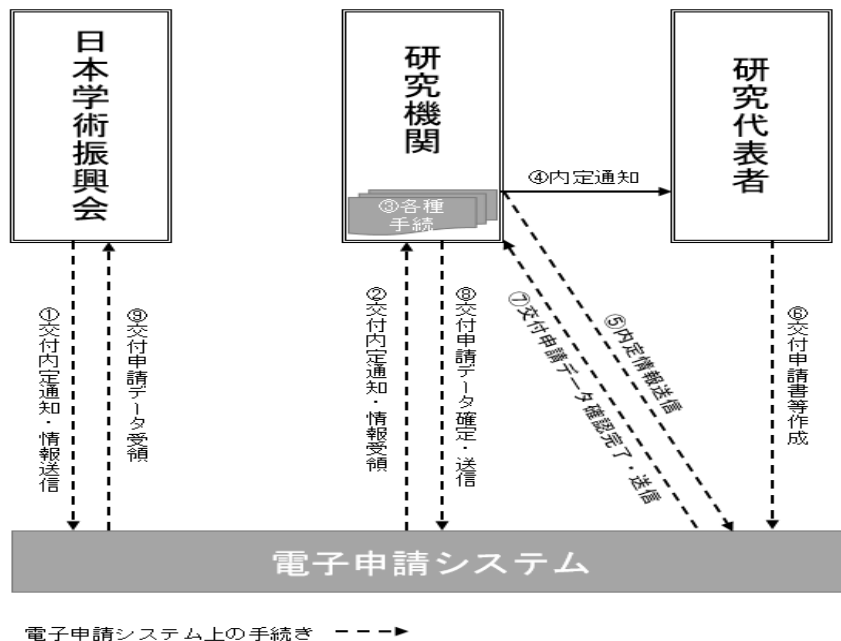 日本学術振興会
研究機関
研究代表者
③各種
手続
④内定通知
①交付内定通知・情報送信
⑨交付申請データ受領
②交付内定通知・情報受領
⑧交付申請データ確定・送信
⑦交付申請データ確認完了・送信
⑤内定情報送信
⑥交付申請書等作成
電子申請システム
電子申請システム上の手続き